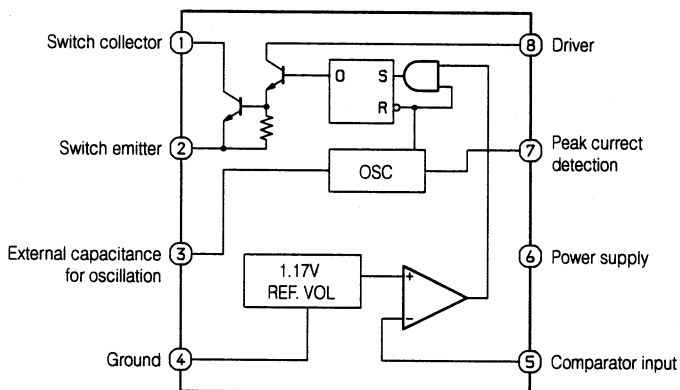 Switch collector
1
8
Driver
O
S
R
Switch emitter
2
7
Peak currect
detection
OSC
External capacitance
for oscillation
3
6
Power supply
1.17V
REF. VOL
+
−
Ground
4
5
Comparator input